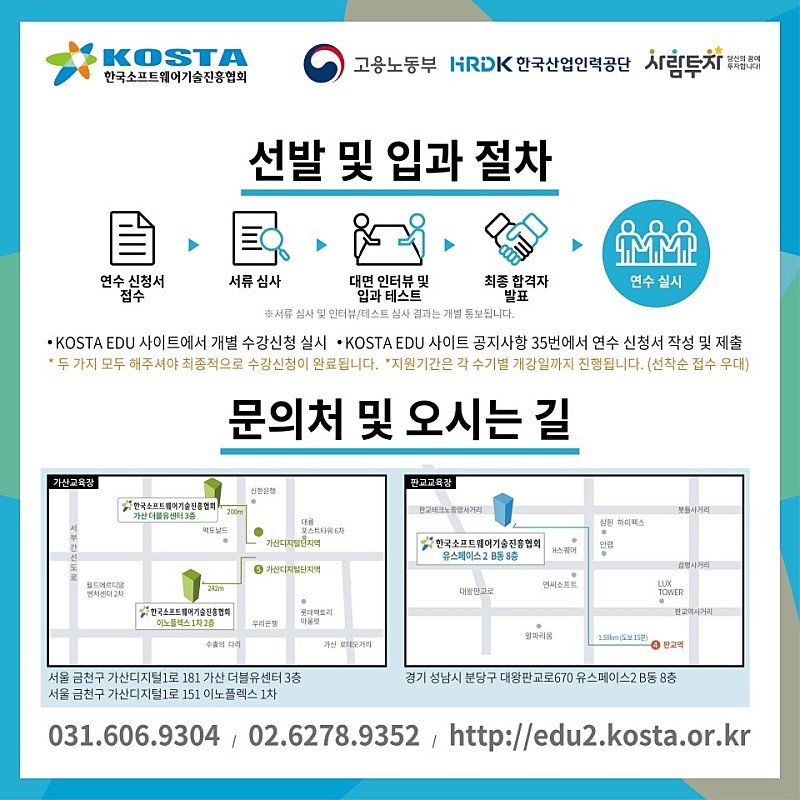 KOSTA
한국소프트웨어기술진흥협회
고용노동부
HRDK 한국산업인력공단
사람투자
당신의 꿈에
투자합니다!
선발 및 입과 절차
연수 신청서
접수
서류 심사
대면 인터뷰 및
입과 테스트
최종 합격자
발표
연수 실시
※서류 심사 및 인터뷰/테스트 심사 결과는 개별 통보됩니다.
•KOSTA EDU 사이트에서 개별 수강신청 실시 •KOSTA EDU 사이트 공지사항 35번에서 연수 신청서 작성 및 제출
* 두 가지 모두 해주셔야 최종적으로 수강신청이 완료됩니다. *지원기간은 각 수기별 개강일까지 진행됩니다. (선착순 접수 우대)
문의처 및 오시는 길
가산교육장
신한은행
한국소프트웨어기술진흥협회
가산 더블유센터 3층
200m
맥도날드
대륭
포스트타워 6차
가산디지털단지역
서부간선도로
5 가산디지털단지역
월드메르디앙
벤처센터 2차
242m
한국소프트웨어기술진흥협회
이노플렉스 1차 2층
롯데팩토리
아울렛
우리은행
수출의 다리
가산 로데오거리
서울 금천구 가산디지털1로 181 가산 더블유센터 3층
서울 금천구 가산디지털1로 151 이노플렉스 1차
판교교육장
판교테크노중앙사거리
붓들사거리
삼환 하이펙스
한국소프트웨어기술진흥협회
유스페이스 2 B동 8층
H스퀘어
안랩
삼평사거리
엔씨소프트
대왕판교로
LUX
TOWER
판교역사거리
알파리움
1.59km (도보 15분)
4 판교역
경기 성남시 분당구 대왕판교로670 유스페이스2 B동 8층
031.606.9304 / 02.6278.9352 / http://edu2.kosta.or.kr